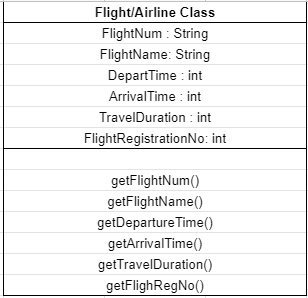 Flight/Airline Class
FlightNum : String
FlightName: String
DepartTime : int
ArrivalTime : int
TravelDuration : int
FlightRegistrationNo: int
getFlightNum()
getFlightName()
getDepartureTime()
getArrivalTime()
getTravelDuration()
getFlighRegNo()